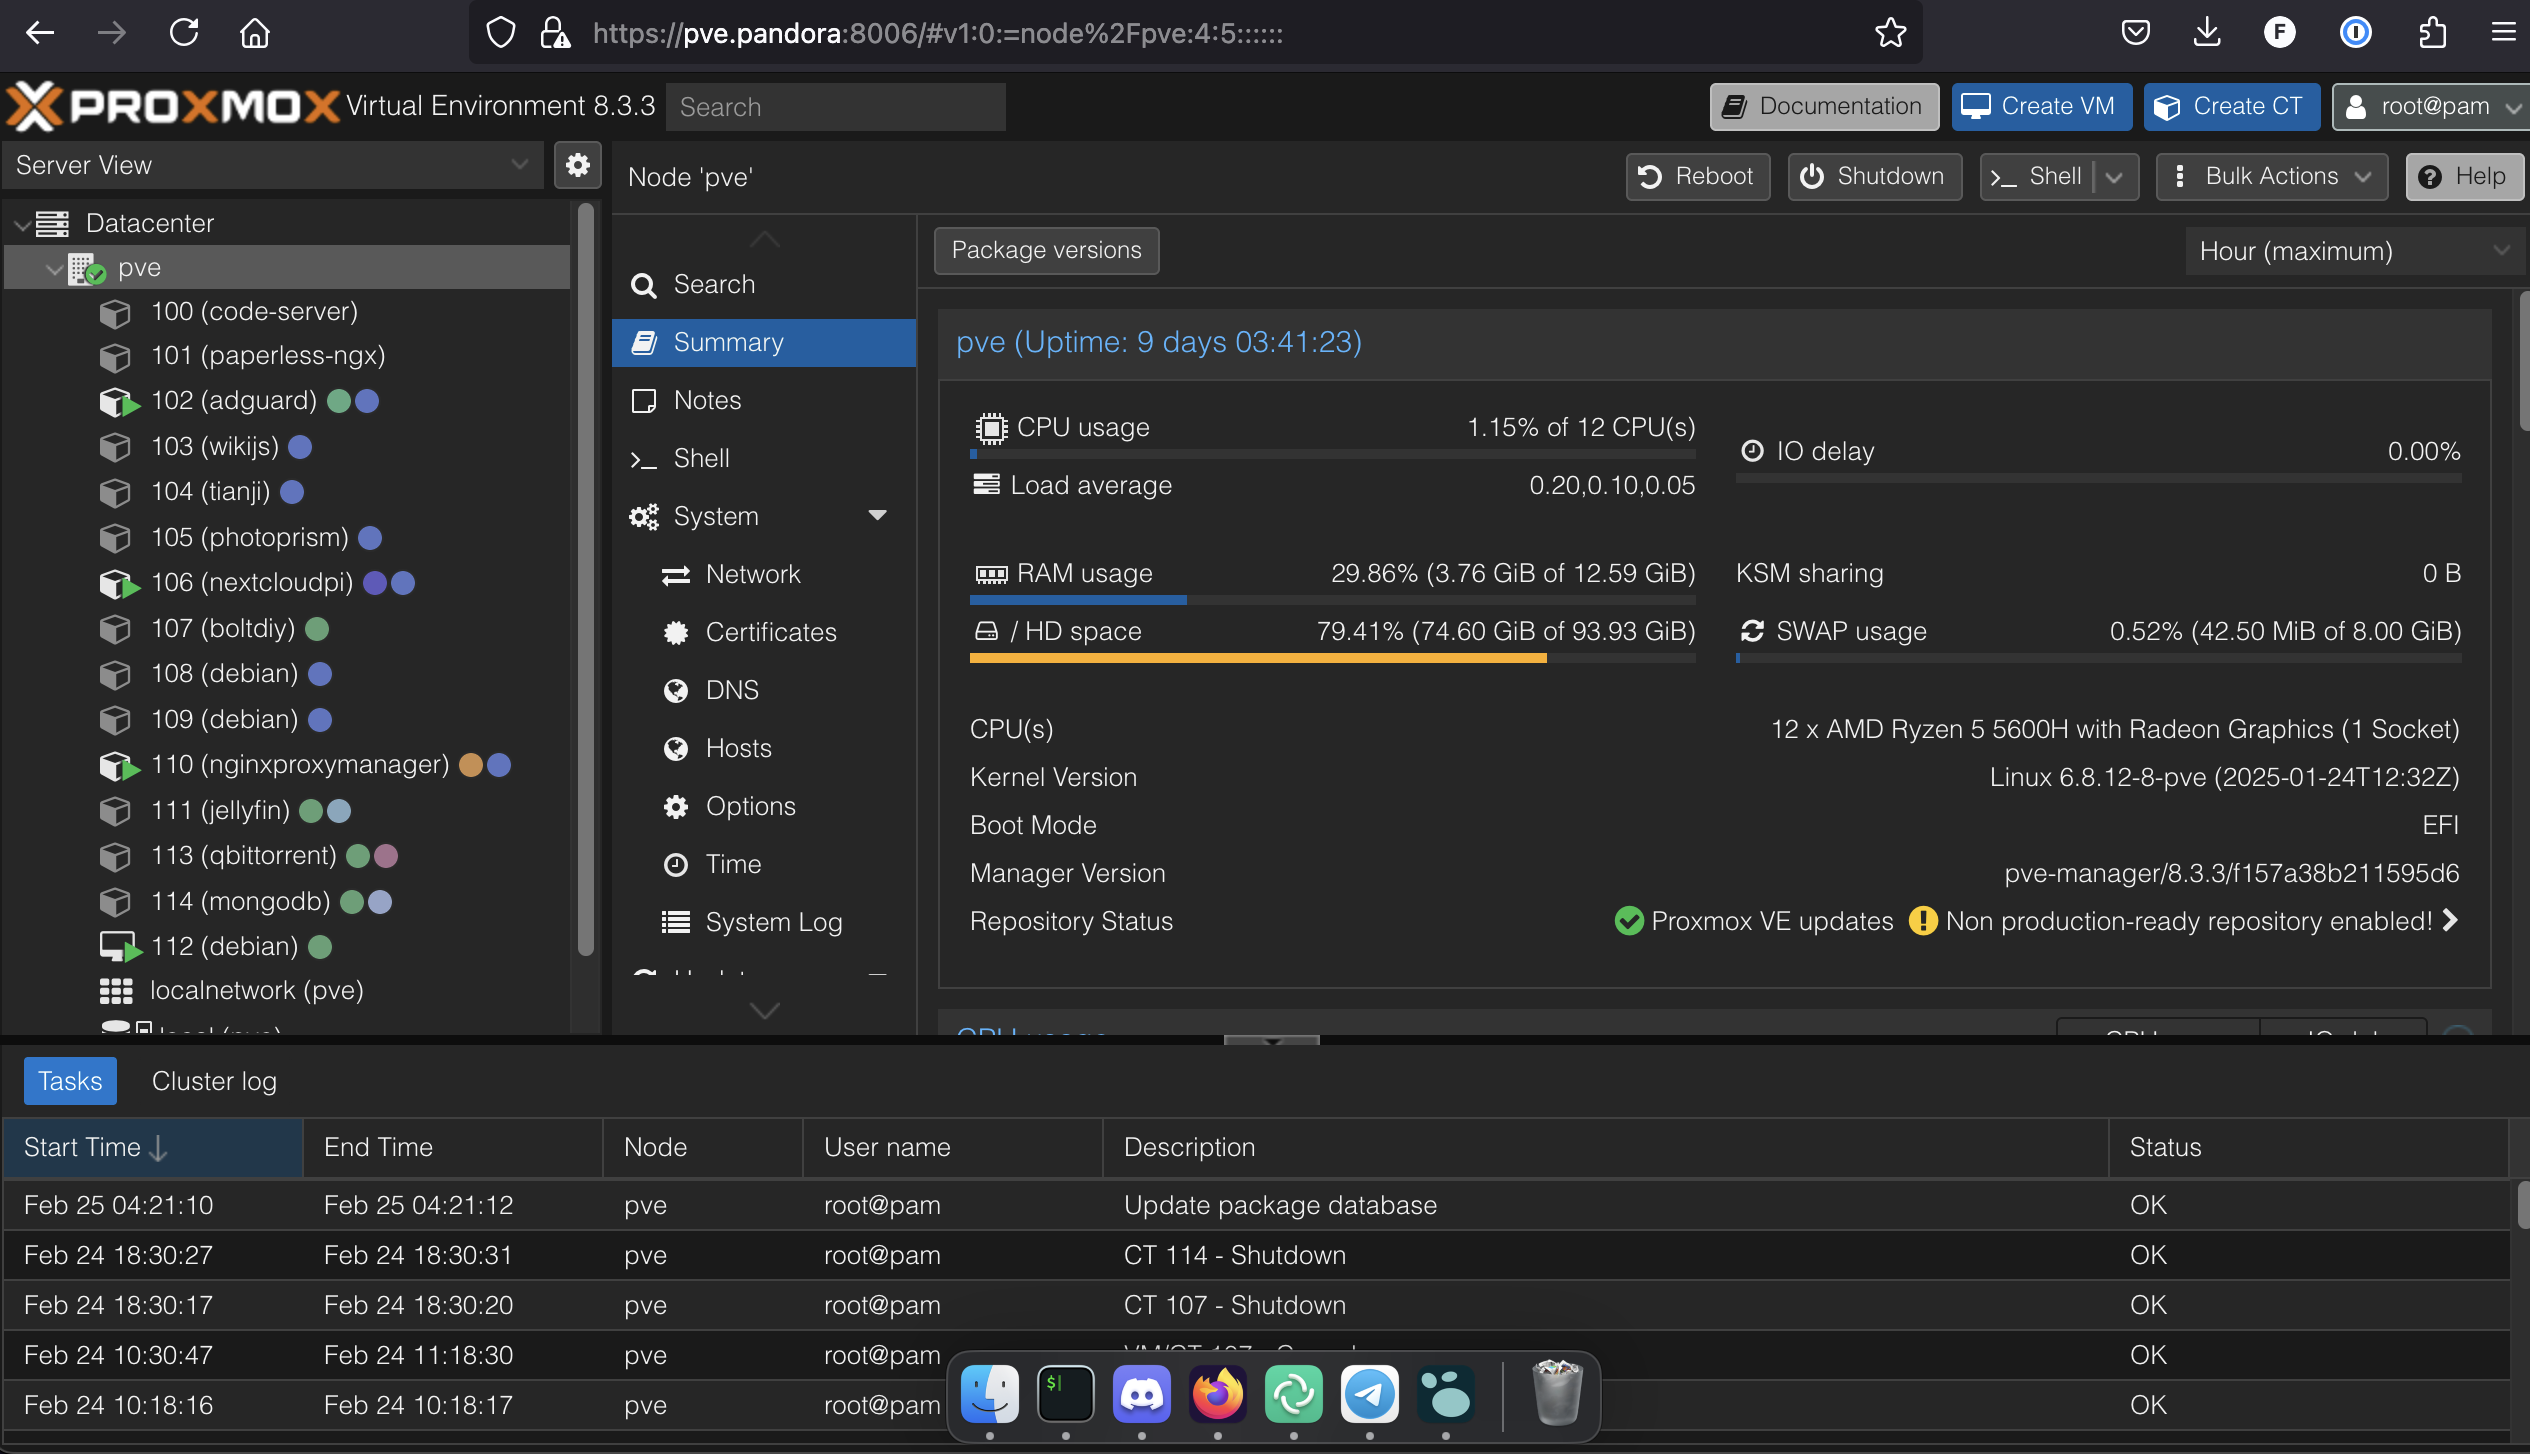 https://pve.pandora:8006/#v1:0:=node%2Fpve:4:5::::::
F
PROXMOX Virtual Environment 8.3.3 Search
Documentation Create VM Create CT root@pam
Server View
Node 'pve' Reboot Shutdown Shell Bulk Actions Help
Datacenter
pve
100 (code-server)
101 (paperless-ngx)
102 (adguard)
103 (wikijs)
104 (tianji)
105 (photoprism)
106 (nextcloudpi)
107 (boltdiy)
108 (debian)
109 (debian)
110 (nginxproxymanager)
111 (jellyfin)
113 (qbittorrent)
114 (mongodb)
112 (debian)
localnetwork (pve)
local (pve)
Search
Summary
Notes
Shell
System
Network
Certificates
DNS
Hosts
Options
Time
System Log
Package versions Hour (maximum)
pve (Uptime: 9 days 03:41:23)
CPU usage 1.15% of 12 CPU(s)
IO delay 0.00%
Load average 0.20,0.10,0.05
RAM usage 29.86% (3.76 GiB of 12.59 GiB)
KSM sharing 0 B
/ HD space 79.41% (74.60 GiB of 93.93 GiB)
SWAP usage 0.52% (42.50 MiB of 8.00 GiB)
CPU(s) 12 x AMD Ryzen 5 5600H with Radeon Graphics (1 Socket)
Kernel Version Linux 6.8.12-8-pve (2025-01-24T12:32Z)
Boot Mode EFI
Manager Version pve-manager/8.3.3/f157a38b211595d6
Repository Status Proxmox VE updates Non production-ready repository enabled!
CPU usage
Tasks Cluster log
Start Time End Time Node User name Description Status
Feb 25 04:21:10 Feb 25 04:21:12 pve root@pam Update package database OK
Feb 24 18:30:27 Feb 24 18:30:31 pve root@pam CT 114 - Shutdown OK
Feb 24 18:30:17 Feb 24 18:30:20 pve root@pam CT 107 - Shutdown OK
Feb 24 10:30:47 Feb 24 11:18:30 pve root@pam OK
Feb 24 10:18:16 Feb 24 10:18:17 pve root@pam OK
$